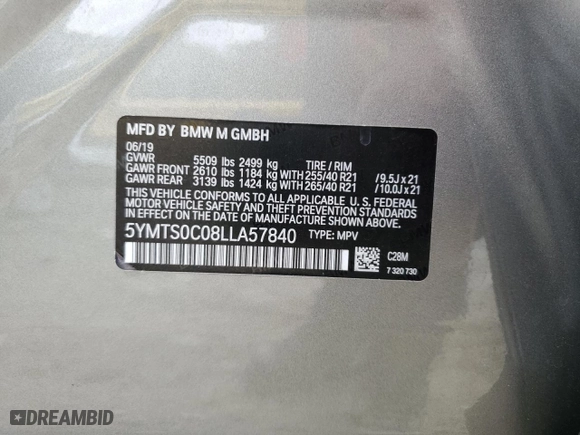 MFD BY BMW M GMBH
06/19
GVWR 5509 lbs 2499 kg TIRE / RIM
GAWR FRONT 2610 lbs 1184 kg WITH 255/40 R21 /9.5J x 21
GAWR REAR 3139 lbs 1424 kg WITH 265/40 R21 /10.0J x 21
THIS VEHICLE CONFORMS TO ALL APPLICABLE U. S. FEDERAL
MOTOR VEHICLE SAFETY STANDARDS IN EFFECT
ON THE DATE OF MANUFACTURE SHOWN ABOVE.
5YMTS0C08LLA57840 TYPE: MPV
C28M
7 320 730
DREAMBID